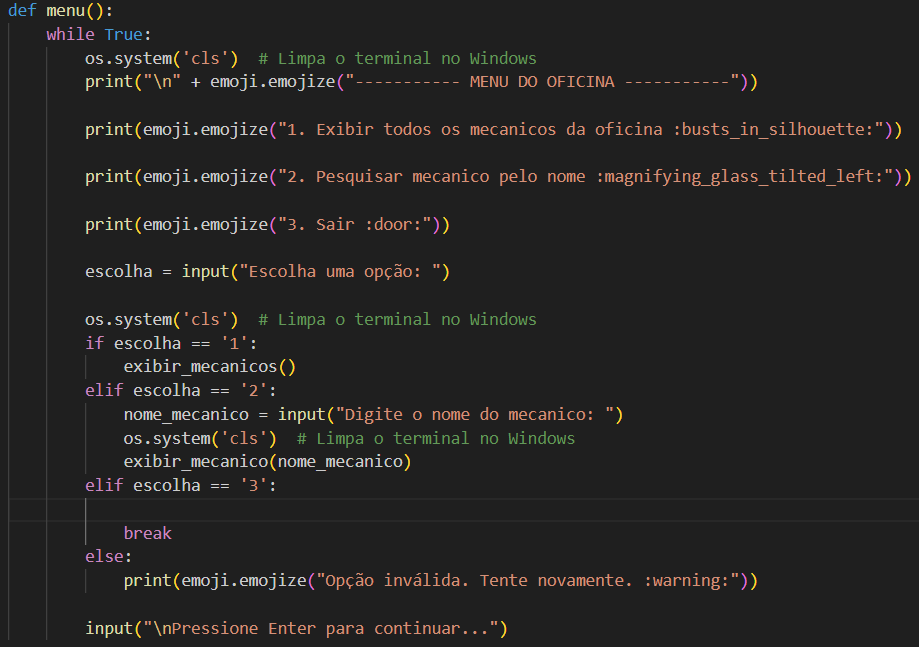 def menu():
    while True:
        os.system('cls')  # Limpa o terminal no Windows
        print("\n" + emoji.emojize("----------- MENU DO OFICINA -----------"))

        print(emoji.emojize("1. Exibir todos os mecanicos da oficina :busts_in_silhouette:"))

        print(emoji.emojize("2. Pesquisar mecanico pelo nome :magnifying_glass_tilted_left:"))

        print(emoji.emojize("3. Sair :door:"))

        escolha = input("Escolha uma opção: ")

        os.system('cls')  # Limpa o terminal no Windows
        if escolha == '1':
            exibir_mecanicos()
        elif escolha == '2':
            nome_mecanico = input("Digite o nome do mecanico: ")
            os.system('cls')  # Limpa o terminal no Windows
            exibir_mecanico(nome_mecanico)
        elif escolha == '3':

            break
        else:
            print(emoji.emojize("Opção inválida. Tente novamente. :warning:"))

        input("\nPressione Enter para continuar...")